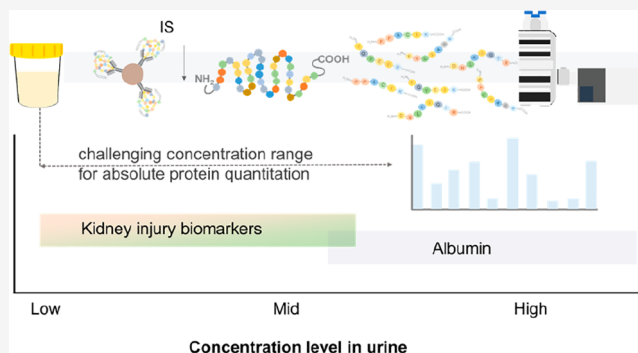 IS
NH2
COOH
challenging concentration range
for absolute protein quantitation
Kidney injury biomarkers
Albumin
Low Mid High
Concentration level in urine